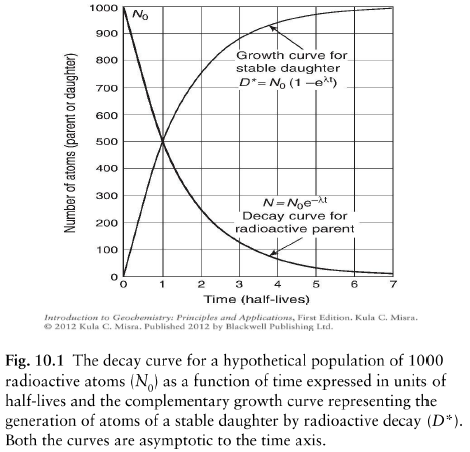 1000
N₀
900
800
700
600
500
400
300
200
100
0
Number of atoms (parent or daughter)
Growth curve for
stable daughter
D*= N₀ (1 –eλt)
N=N₀e-λt
Decay curve for
radioactive parent
0 1 2 3 4 5 6 7
Time (half-lives)
Introduction to Geochemistry: Principles and Applications, First Edition. Kula C. Misra.
© 2012 Kula C. Misra. Published 2012 by Blackwell Publishing Ltd.
Fig. 10.1 The decay curve for a hypothetical population of 1000
radioactive atoms (N₀) as a function of time expressed in units of
half-lives and the complementary growth curve representing the
generation of atoms of a stable daughter by radioactive decay (D*).
Both the curves are asymptotic to the time axis.